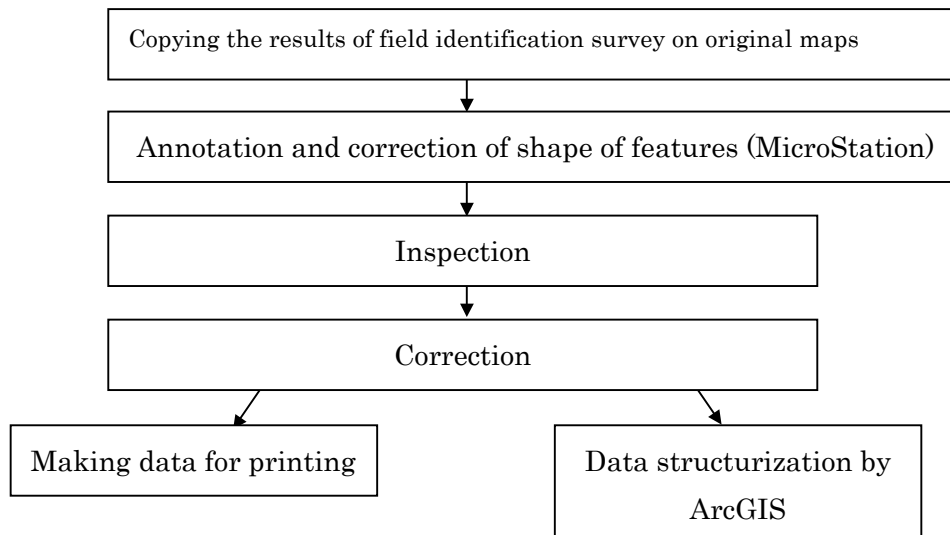 Copying the results of field identification survey on original maps
Annotation and correction of shape of features (MicroStation)
Inspection
Correction
Making data for printing
Data structurization by
ArcGIS